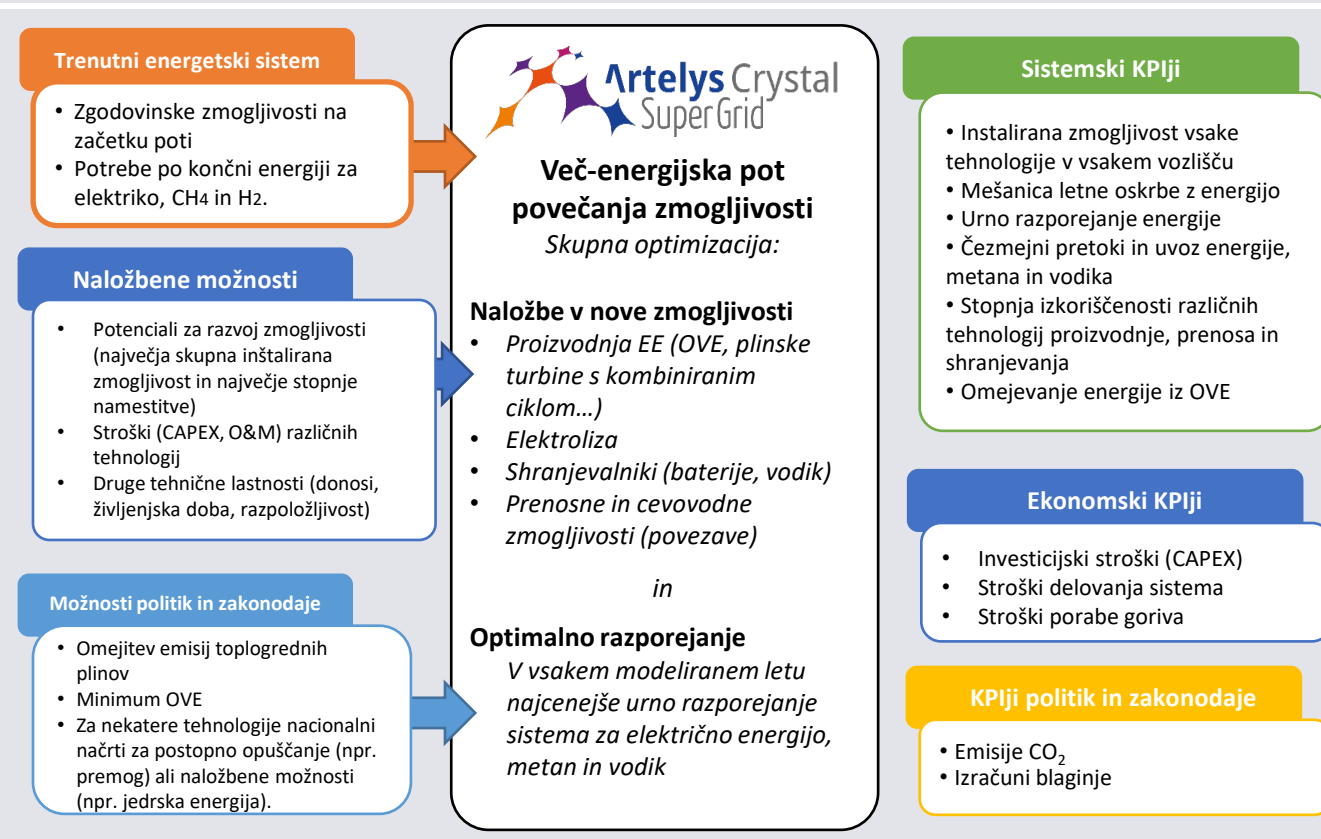 Trenutni energetski sistem
• Zgodovinske zmogljivosti na
začetku poti
• Potrebe po končni energiji za
elektriko, CH4 in H2.
Naložbene možnosti
• Potenciali za razvoj zmogljivosti
(največja skupna inštalirana
zmogljivost in največje stopnje
namestitve)
• Stroški (CAPEX, O&M) različnih
tehnologij
• Druge tehnične lastnosti (donosi,
življenjska doba, razpoložljivost)
Možnosti politik in zakonodaje
• Omejitev emisij toplogrednih
plinov
• Minimum OVE
• Za nekatere tehnologije nacionalni
načrti za postopno opuščanje (npr.
premog) ali naložbene možnosti
(npr. jedrska energija).
Artelys Crystal
Super Grid
Več-energijska pot
povečanja zmogljivosti
Skupna optimizacija:
Naložbe v nove zmogljivosti
• Proizvodnja EE (OVE, plinske
turbine s kombiniranim
ciklom…)
• Elektroliza
• Shranjevalniki (baterije, vodik)
• Prenosne in cevovodne
zmogljivosti (povezave)
in
Optimalno razporejanje
V vsakem modeliranem letu
najcenejše urno razporejanje
sistema za električno energijo,
metan in vodik
Sistemski KPIji
• Instalirana zmogljivost vsake
tehnologije v vsakem vozlišču
• Mešanica letne oskrbe z energijo
• Urno razporejanje energije
• Čezmejni pretoki in uvoz energije,
metana in vodika
• Stopnja izkoriščenosti različnih
tehnologij proizvodnje, prenosa in
shranjevanja
• Omejevanje energije iz OVE
Ekonomski KPIji
• Investicijski stroški (CAPEX)
• Stroški delovanja sistema
• Stroški porabe goriva
KPIji politik in zakonodaje
• Emisije CO₂
• Izračuni blaginje